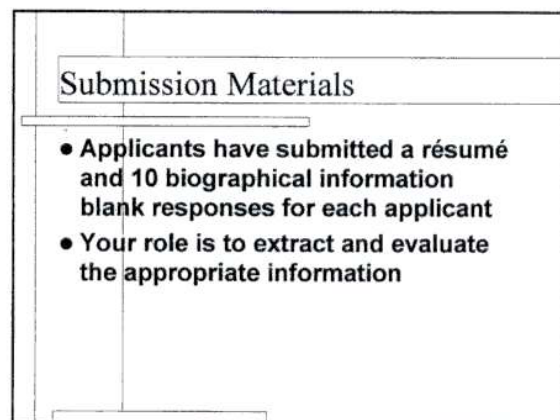 Submission Materials
● Applicants have submitted a résumé
and 10 biographical information
blank responses for each applicant
● Your role is to extract and evaluate
the appropriate information